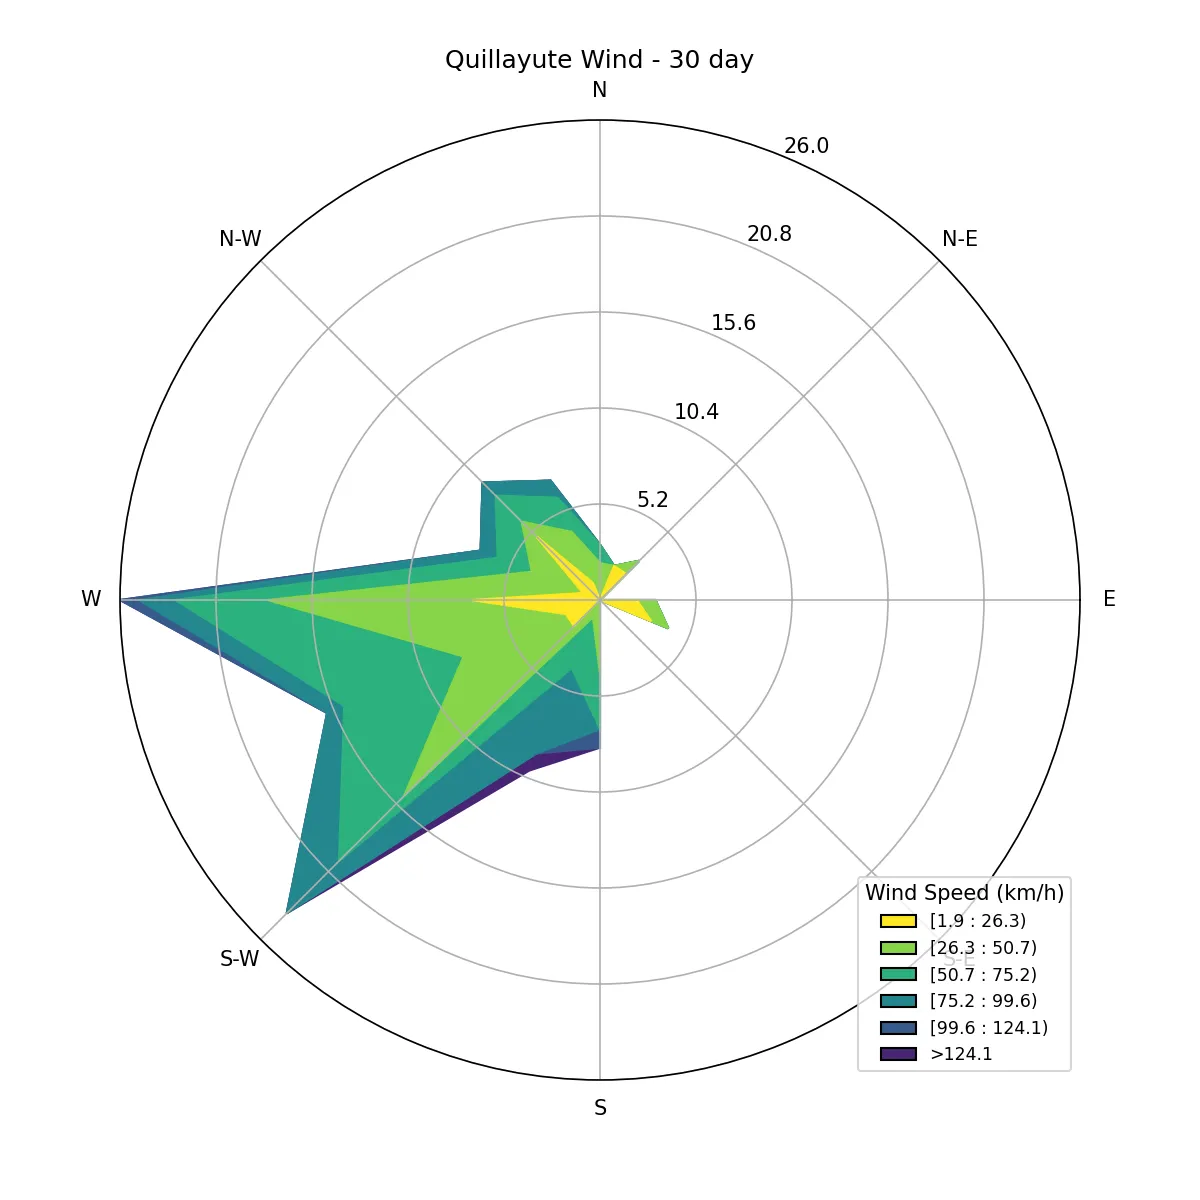 Quillayute Wind - 30 day
N
26.0
N-W
N-E
20.8
15.6
10.4
5.2
W
E
S-W
S-E
Wind Speed (km/h)
[1.9 : 26.3)
[26.3 : 50.7)
[50.7 : 75.2)
[75.2 : 99.6)
[99.6 : 124.1)
>124.1
S